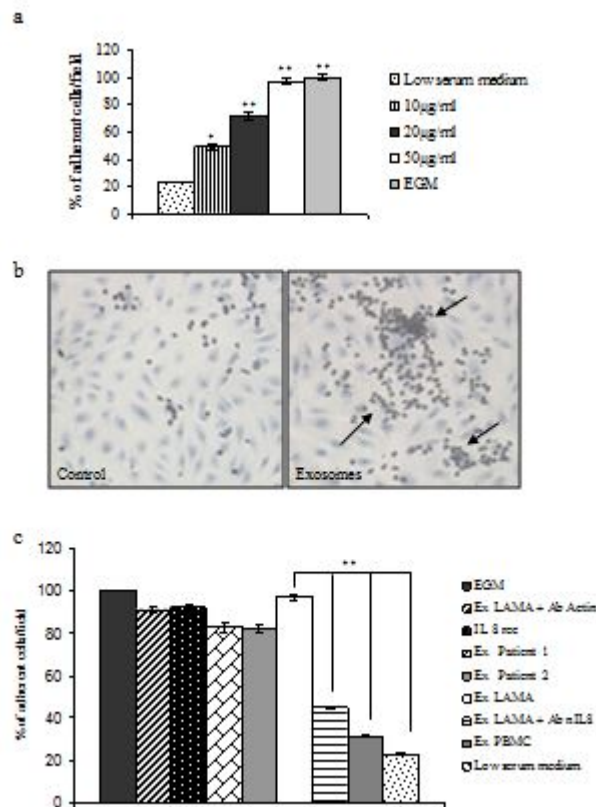 a
% of adherent cells/field
120
100
80
60
40
20
0
*
**
**
**
Low serum medium
10µg/ml
20µg/ml
50µg/ml
EGM
b
Control
Exosomes
c
% of adherent cells/field
120
100
80
60
40
20
0
**
EGM
Ex LAMA + Ab Actin
IL 8 rec
Ex Patient 1
Ex Patient 2
Ex LAMA
Ex LAMA + Ab nIL8
Ex PBMC
Low serum medium